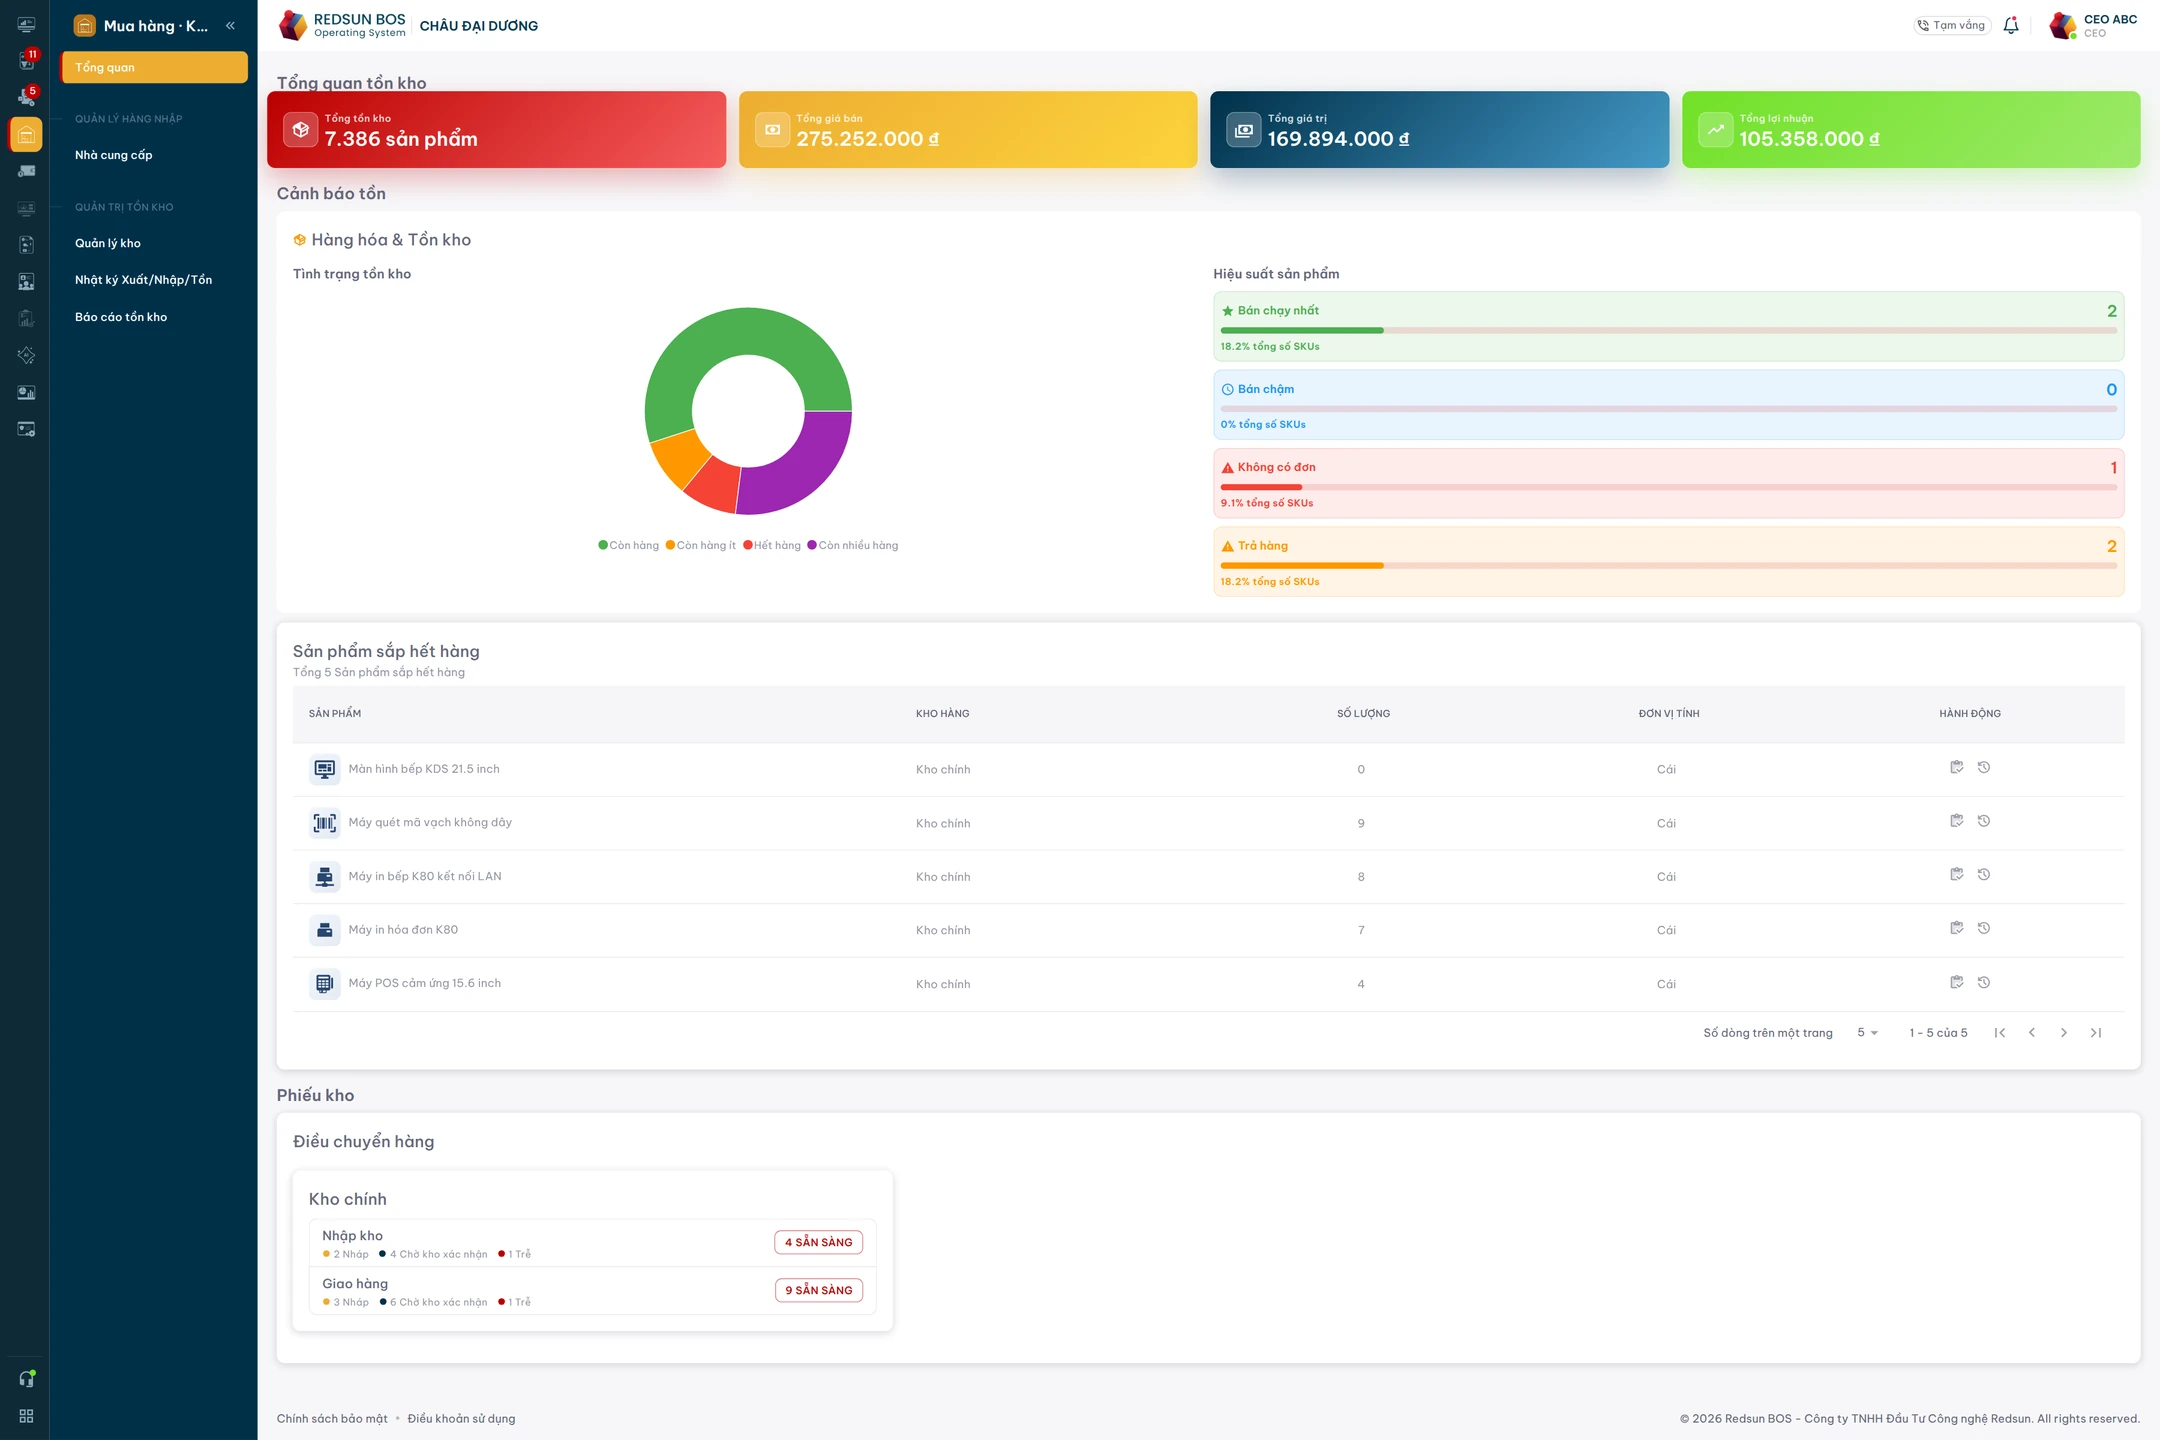 11
5
Mua hàng · K...
Tổng quan
QUẢN LÝ HÀNG NHẬP
Nhà cung cấp
QUẢN TRỊ TỒN KHO
Quản lý kho
Nhật ký Xuất/Nhập/Tồn
Báo cáo tồn kho
REDSUN BOS
Operating System
CHÂU ĐẠI DƯƠNG
Tạm vắng
CEO ABC
CEO
Tổng quan tồn kho
Tổng tồn kho
7.386 sản phẩm
Tổng giá bán
275.252.000 ₫
Tổng giá trị
169.894.000 ₫
Tổng lợi nhuận
105.358.000 ₫
Cảnh báo tồn
Hàng hóa & Tồn kho
Tình trạng tồn kho
Còn hàng Còn hàng ít Hết hàng Còn nhiều hàng
Hiệu suất sản phẩm
Bán chạy nhất 2
18.2% tổng số SKUs
Bán chậm 0
0% tổng số SKUs
Không có đơn 1
9.1% tổng số SKUs
Trả hàng 2
18.2% tổng số SKUs
Sản phẩm sắp hết hàng
Tổng 5 Sản phẩm sắp hết hàng
SẢN PHẨM KHO HÀNG SỐ LƯỢNG ĐƠN VỊ TÍNH HÀNH ĐỘNG
Màn hình bếp KDS 21.5 inch Kho chính 0 Cái
Máy quét mã vạch không dây Kho chính 9 Cái
Máy in bếp K80 kết nối LAN Kho chính 8 Cái
Máy in hóa đơn K80 Kho chính 7 Cái
Máy POS cảm ứng 15.6 inch Kho chính 4 Cái
Số dòng trên một trang 5 1 - 5 của 5
Phiếu kho
Điều chuyển hàng
Kho chính
Nhập kho
2 Nháp 4 Chờ kho xác nhận 1 Trễ
4 SẴN SÀNG
Giao hàng
3 Nháp 6 Chờ kho xác nhận 1 Trễ
9 SẴN SÀNG
Chính sách bảo mật • Điều khoản sử dụng
© 2026 Redsun BOS - Công ty TNHH Đầu Tư Công nghệ Redsun. All rights reserved.